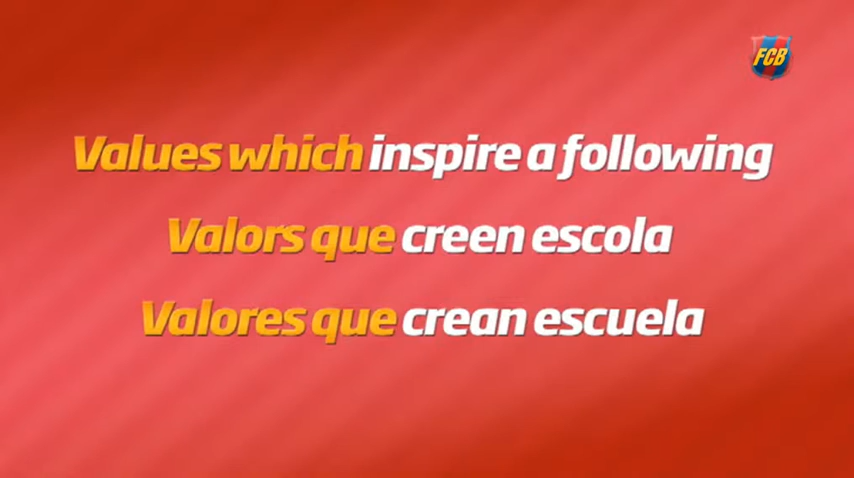 FCB
Values which inspire a following
Valors que creen escola
Valores que crean escuela